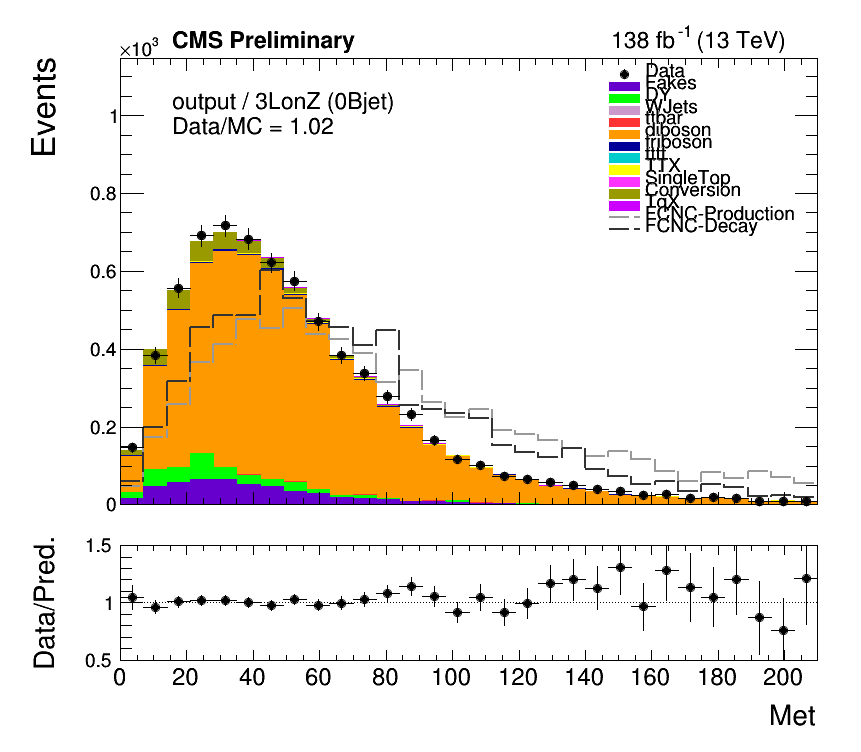 ×10³ CMS Preliminary 138 fb⁻¹ (13 TeV)
Events
output / 3LonZ (0Bjet)
Data/MC = 1.02
Data
Fakes
DY
WJets
ttbar
diboson
triboson
tttt
TTX
SingleTop
Conversion
TqX
FCNC-Production
FCNC-Decay
1
0.8
0.6
0.4
0.2
0
Data/Pred.
1.5
1
0.5
0 20 40 60 80 100 120 140 160 180 200
Met